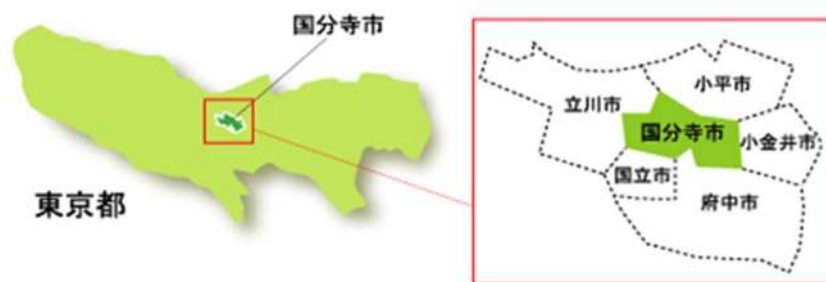 国分寺市
東京都
小平市
立川市
国分寺市
小金井市
国立市
府中市